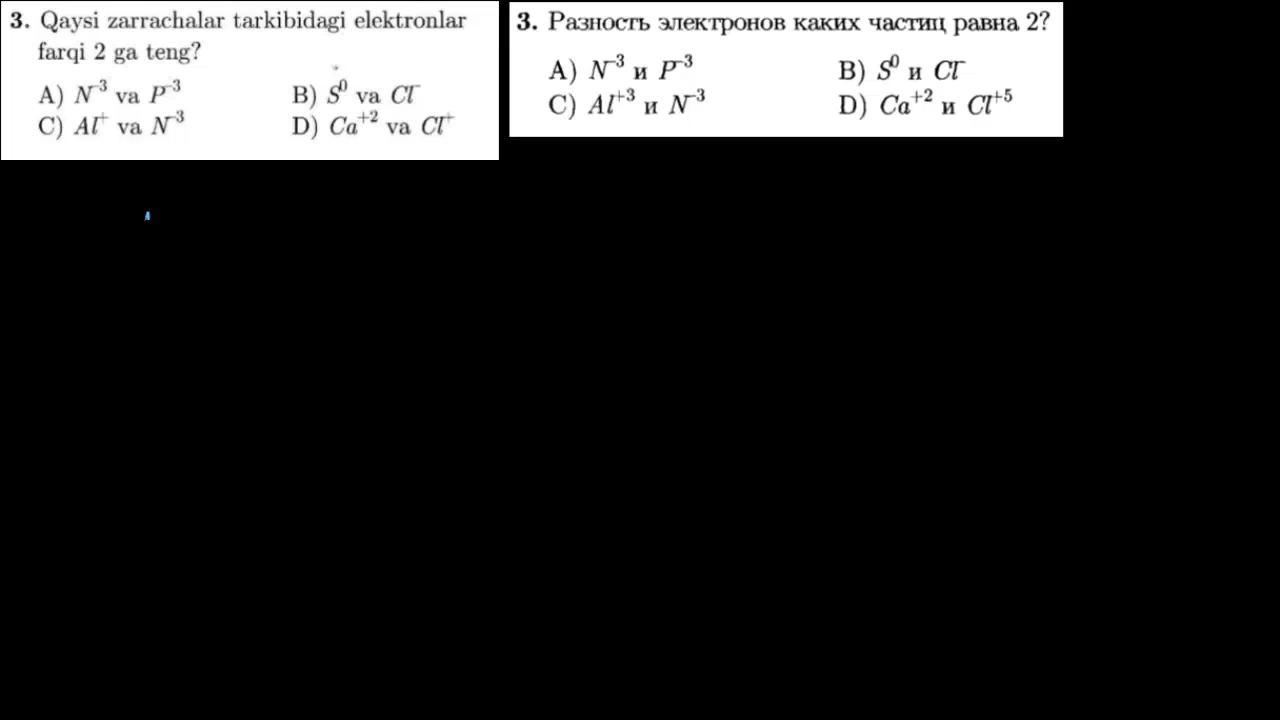 3. Qaysi zarrachalar tarkibidagi elektronlar
farqi 2 ga teng?
A) N⁻³ va P⁻³ B) S⁰ va Cl⁻
C) Al⁺ va N⁻³ D) Ca⁺² va Cl⁺
3. Разность электронов каких частиц равна 2?
A) N⁻³ и P⁻³ B) S⁰ и Cl⁻
C) Al⁺³ и N⁻³ D) Ca⁺² и Cl⁺⁵